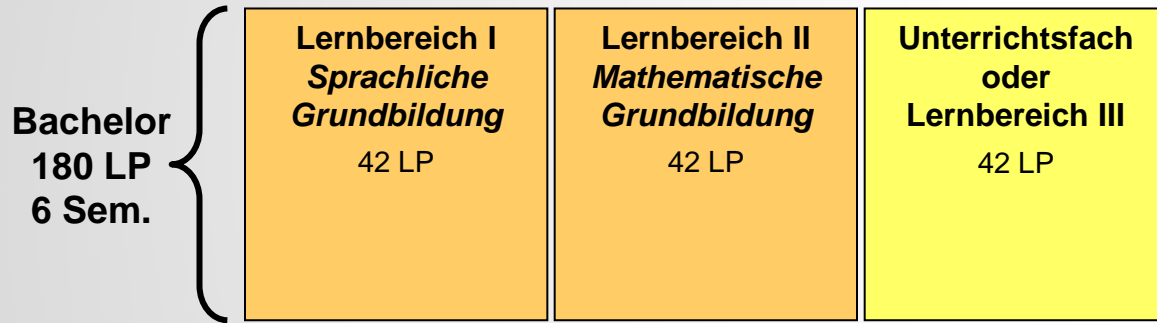 Bachelor
180 LP
6 Sem.
Lernbereich I
Sprachliche
Grundbildung
42 LP
Lernbereich II
Mathematische
Grundbildung
42 LP
Unterrichtsfach
oder
Lernbereich III
42 LP